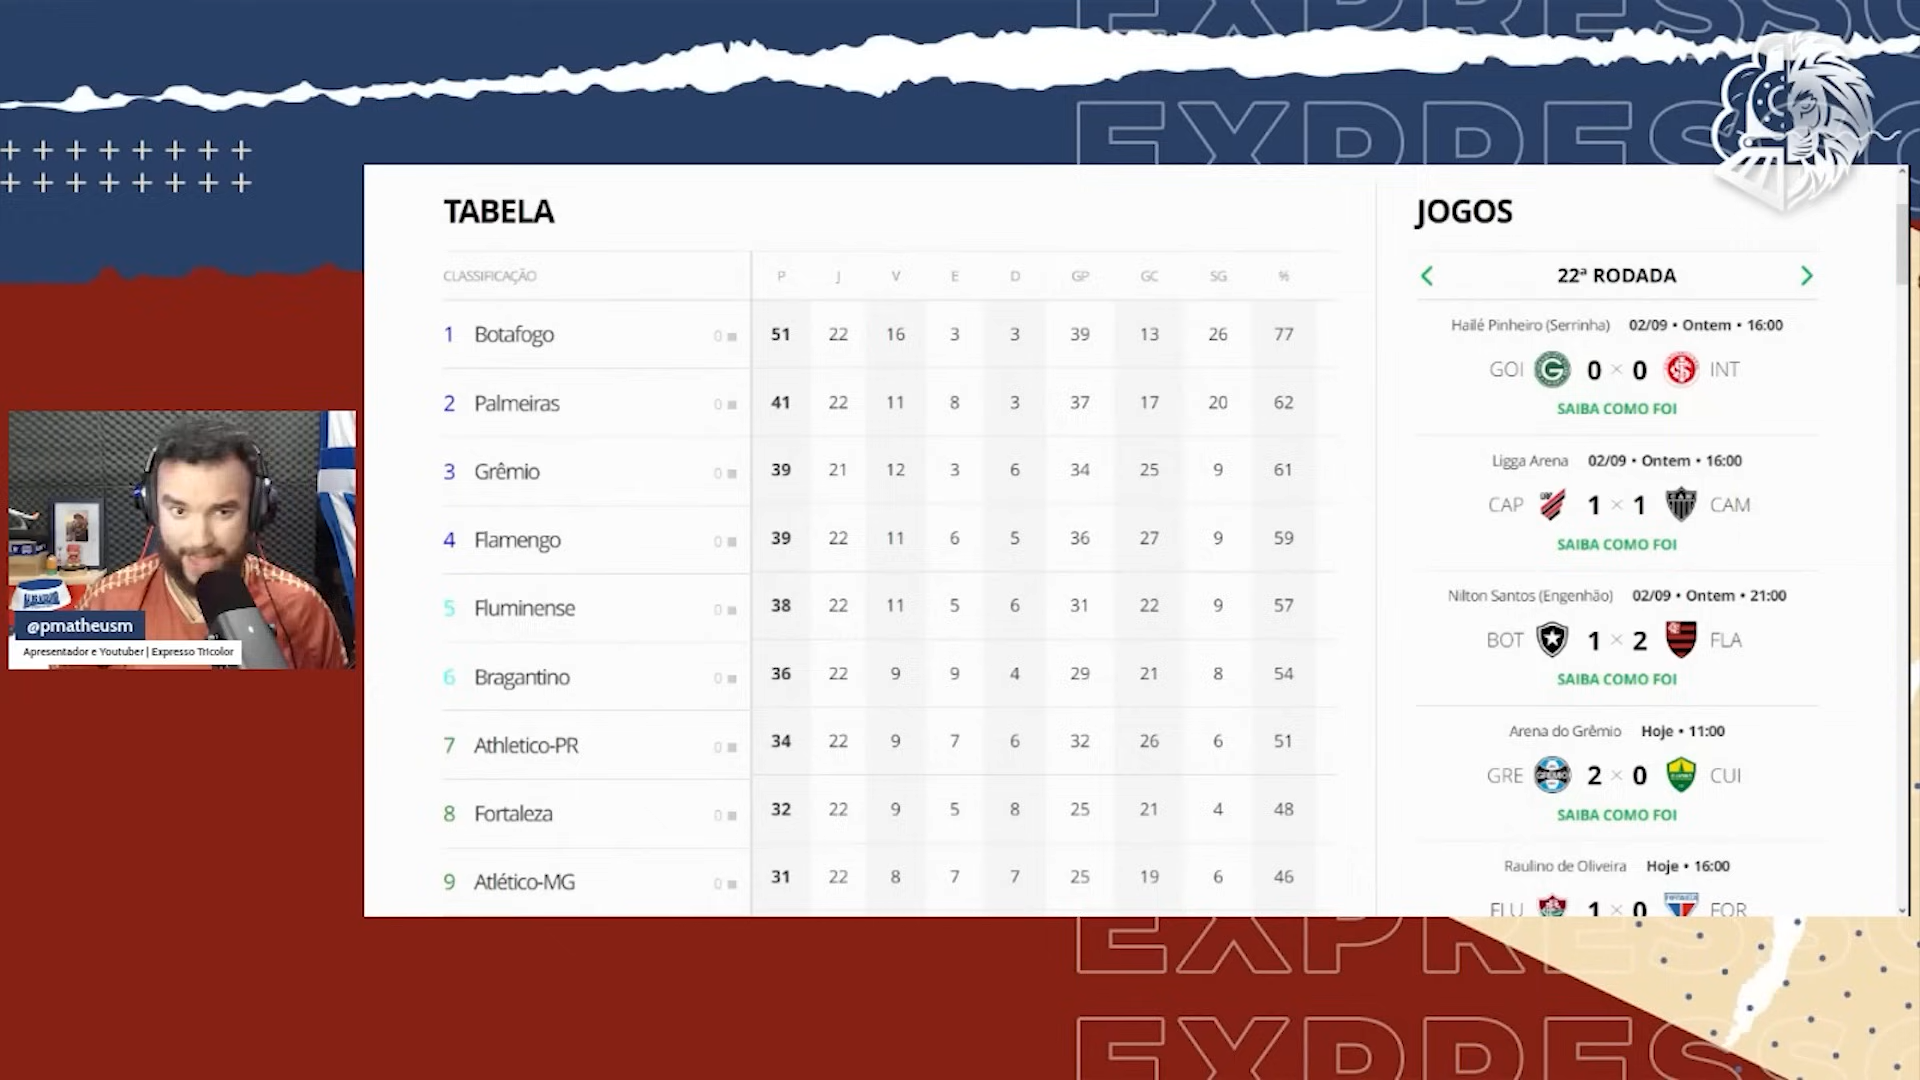 EXPRESSO
EXPRESSO
TABELA
CLASSIFICAÇÃO P J V E D GP GC SG %
1 Botafogo 0 51 22 16 3 3 39 13 26 77
2 Palmeiras 0 41 22 11 8 3 37 17 20 62
3 Grêmio 0 39 21 12 3 6 34 25 9 61
4 Flamengo 0 39 22 11 6 5 36 27 9 59
5 Fluminense 0 38 22 11 5 6 31 22 9 57
6 Bragantino 0 36 22 9 9 4 29 21 8 54
7 Athletico-PR 0 34 22 9 7 6 32 26 6 51
8 Fortaleza 0 32 22 9 5 8 25 21 4 48
9 Atlético-MG 0 31 22 8 7 7 25 19 6 46
JOGOS
22ª RODADA
Hailé Pinheiro (Serrinha) 02/09 • Ontem • 16:00
GOI 0 × 0 INT
SAIBA COMO FOI
Ligga Arena 02/09 • Ontem • 16:00
CAP 1 × 1 CAM
SAIBA COMO FOI
Nilton Santos (Engenhão) 02/09 • Ontem • 21:00
BOT 1 × 2 FLA
SAIBA COMO FOI
Arena do Grêmio Hoje • 11:00
GRE 2 × 0 CUI
SAIBA COMO FOI
Raulino de Oliveira Hoje • 16:00
FLU 1 × 0 FOR
@pmatheusm
Apresentador e Youtuber | Expresso Tricolor
EXPRESSO
EXPRESSO